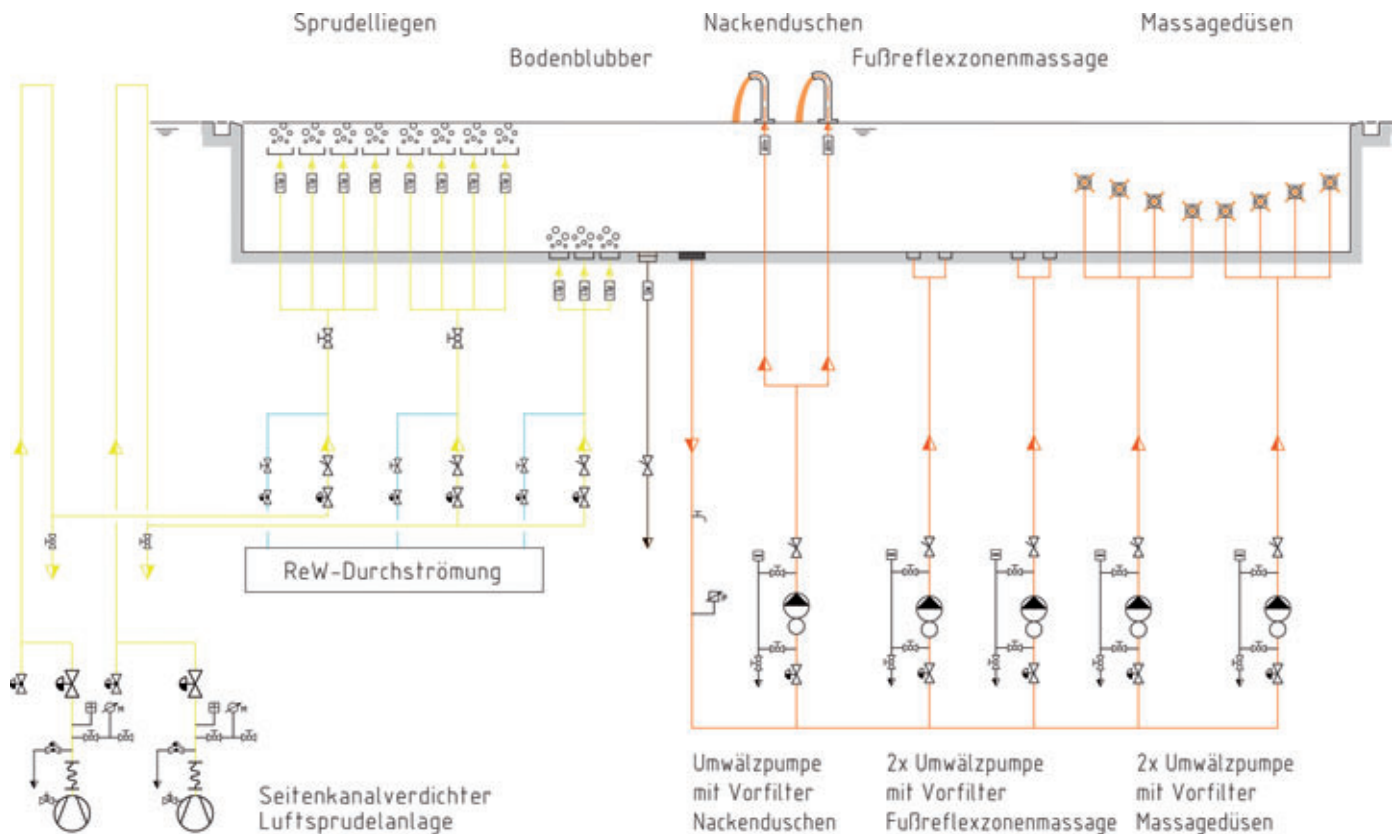 Sprudelliegen
Nackenduschen
Massagedüsen
Bodenblubber
Fußreflexzonenmassage
ReW-Durchströmung
M
M
Seitenkanalverdichter
Luftsprudelanlage
Umwälzpumpe
mit Vorfilter
Nackenduschen
2x Umwälzpumpe
mit Vorfilter
Fußreflexzonenmassage
2x Umwälzpumpe
mit Vorfilter
Massagedüsen